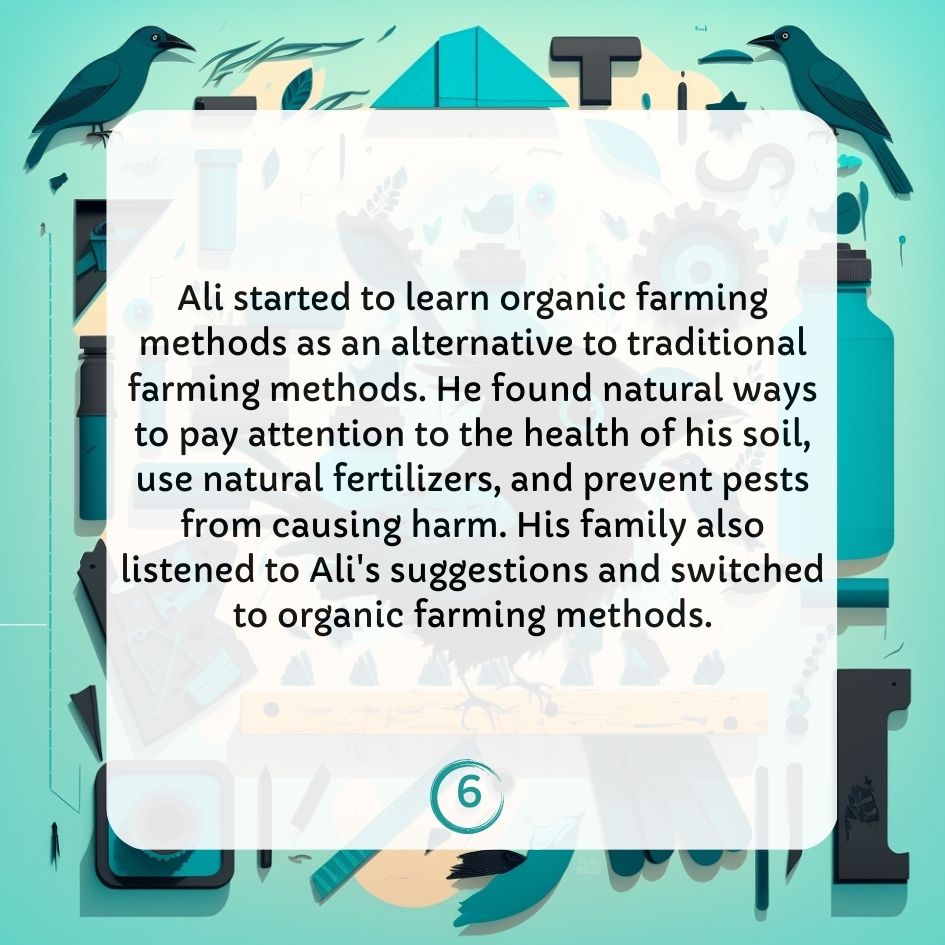 Ali started to learn organic farming
methods as an alternative to traditional
farming methods. He found natural ways
to pay attention to the health of his soil,
use natural fertilizers, and prevent pests
from causing harm. His family also
listened to Ali's suggestions and switched
to organic farming methods.
6